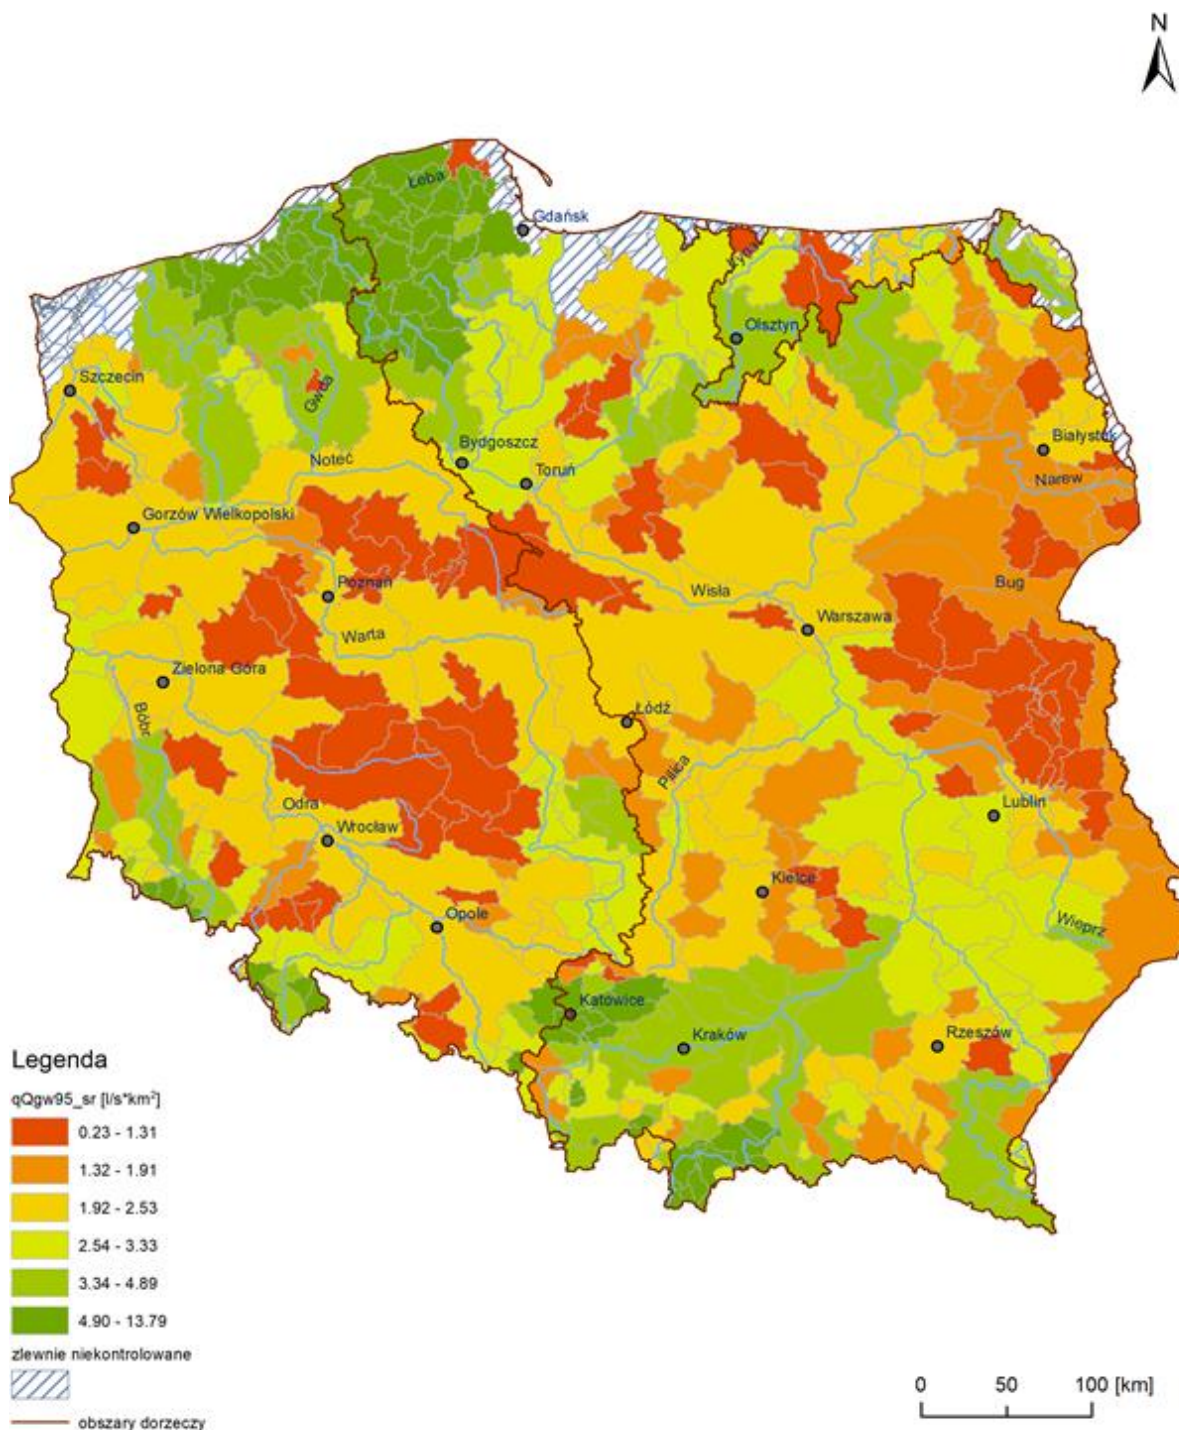 N
Łeba
Gdańsk
Łyna
Olsztyn
Szczecin
Gwda
Bydgoszcz
Białystok
Noteć
Toruń
Narew
Gorzów Wielkopolski
Poznań
Wisła
Bug
Warszawa
Warta
Zielona Góra
Bóbr
Łódź
Pilica
Odra
Wrocław
Lublin
Kielce
Opole
Wieprz
Katowice
Kraków
Rzeszów
Legenda
qQgw95_sr [l/s*km²]
0.23 - 1.31
1.32 - 1.91
1.92 - 2.53
2.54 - 3.33
3.34 - 4.89
4.90 - 13.79
zlewnie niekontrolowane
obszary dorzeczy
0 50 100 [km]